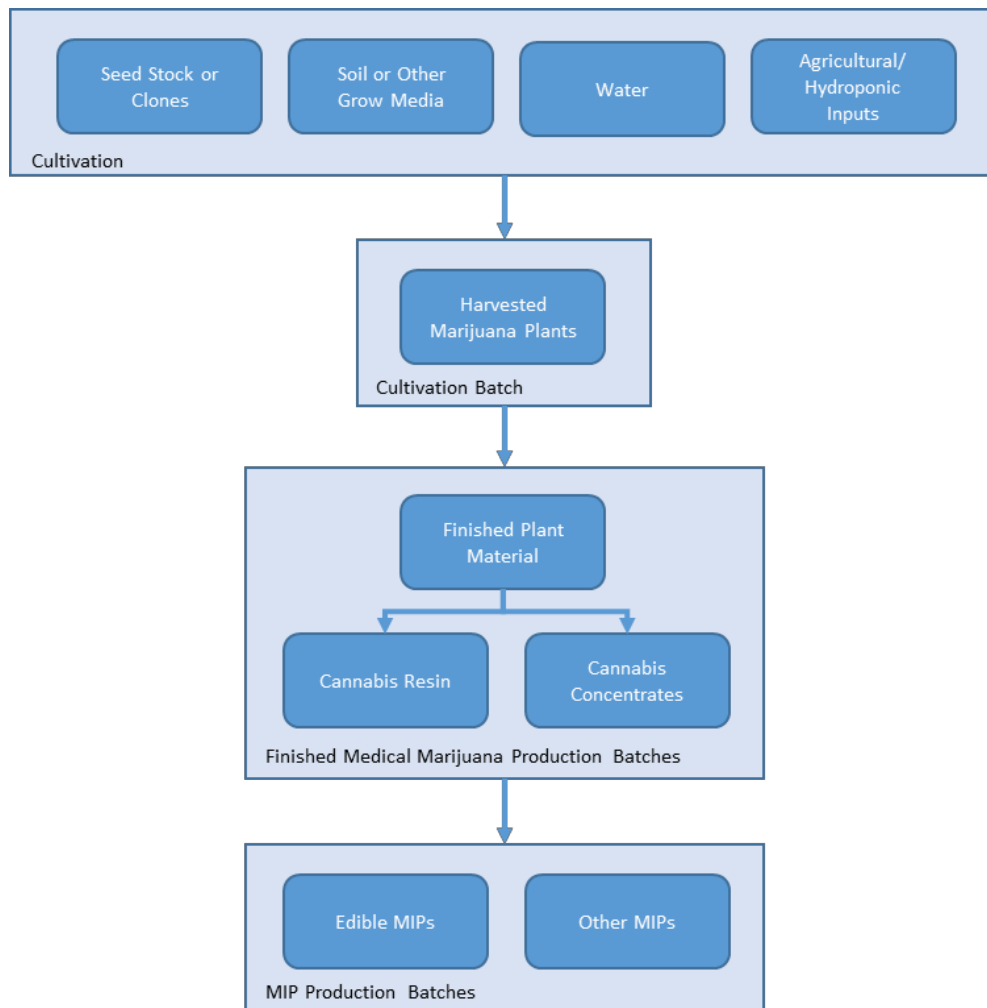 Seed Stock or
Clones
Soil or Other
Grow Media
Water
Agricultural/
Hydroponic
Inputs
Cultivation
Harvested
Marijuana Plants
Cultivation Batch
Finished Plant
Material
Cannabis Resin
Cannabis
Concentrates
Finished Medical Marijuana Production Batches
Edible MIPs
Other MIPs
MIP Production Batches